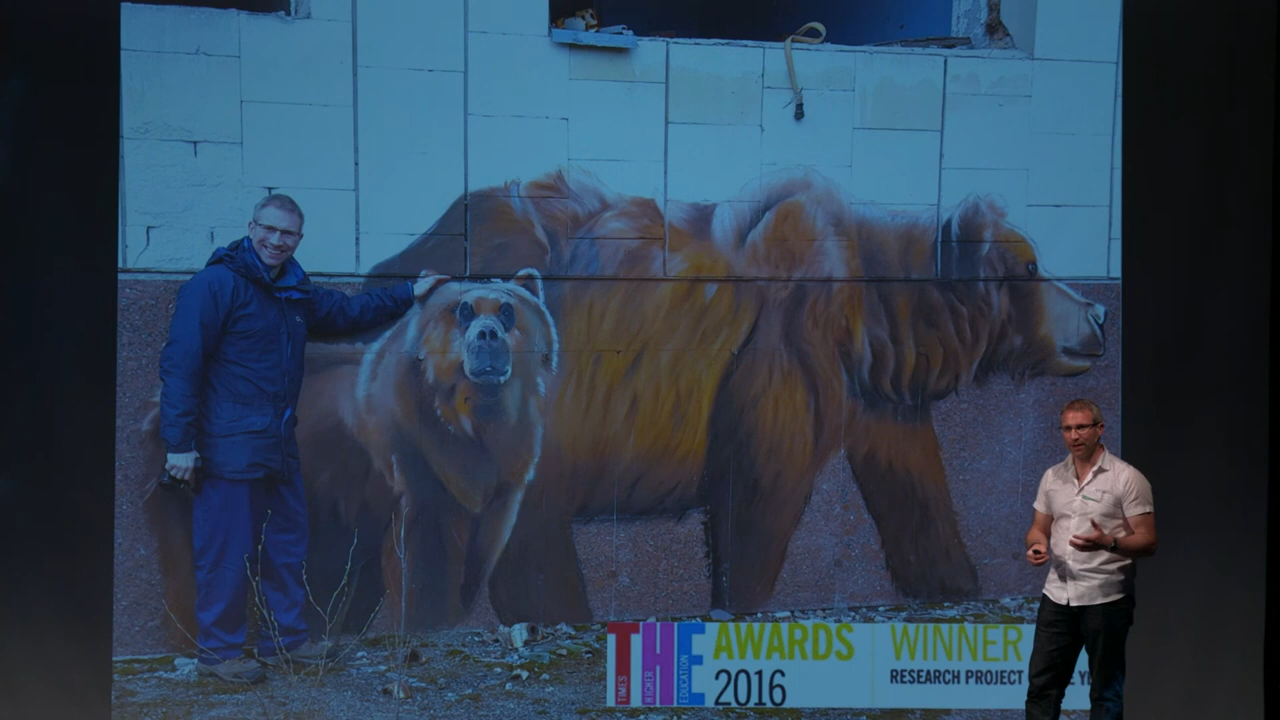 THE
TIMES
HIGHER
EDUCATION
AWARDS
2016
WINNER
RESEARCH PROJECT